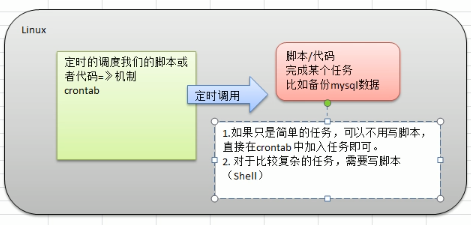 Linux
定时的调度我们的脚本或
者代码=》机制
crontab
定时调用
脚本/代码
完成某个任务
比如备份mysql数据
1.如果只是简单的任务，可以不用写脚本，
直接在crontab 中加入任务即可。
2. 对于比较复杂的任务，需要写脚本
（Shell）